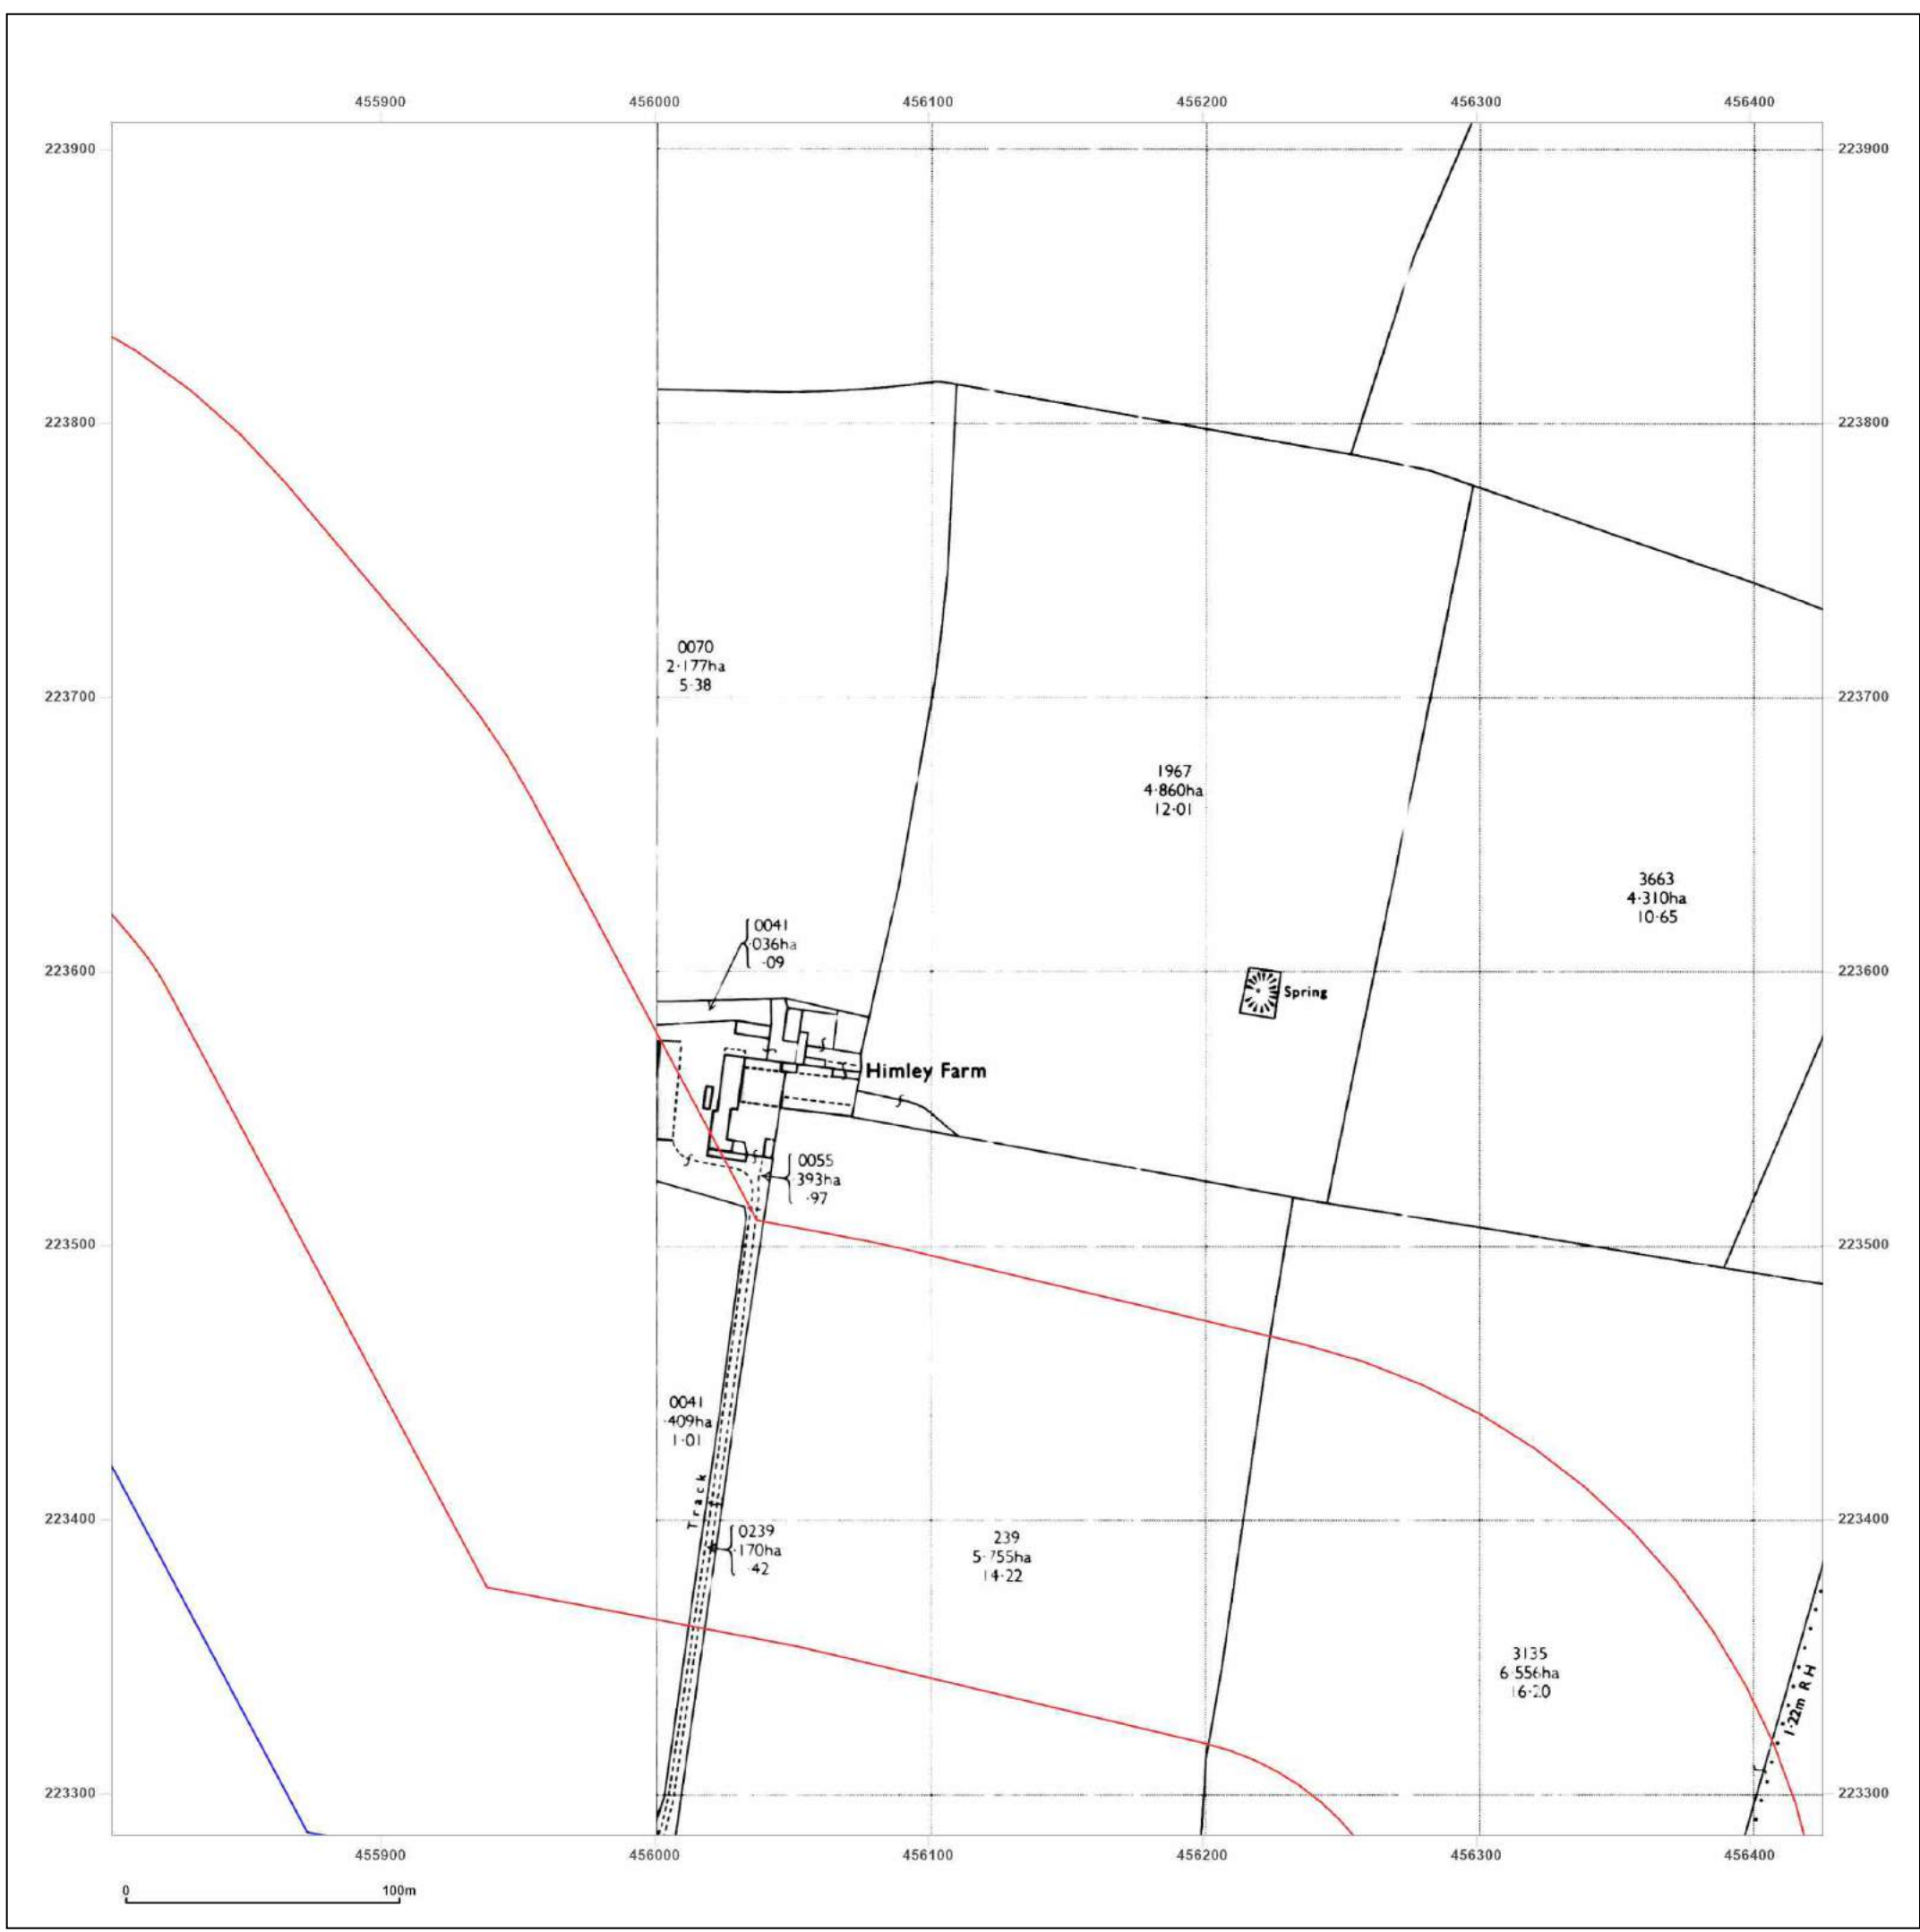 455900 456000 456100 456200 456300 456400
223900 223900
223800 223800
0070
2·177ha
5·38
223700 223700
1967
4·860ha
12·01
3663
4·310ha
10·65
0041
·036ha
·09
223600 223600
Spring
Himley Farm
0055
·393ha
·97
223500 223500
0041
·409ha
1·01
Track
223400 223400
0239
·170ha
·42
239
5·755ha
14·22
3135
6·556ha
16·20
1·22m RH
223300 223300
455900 456000 456100 456200 456300 456400
0 100m